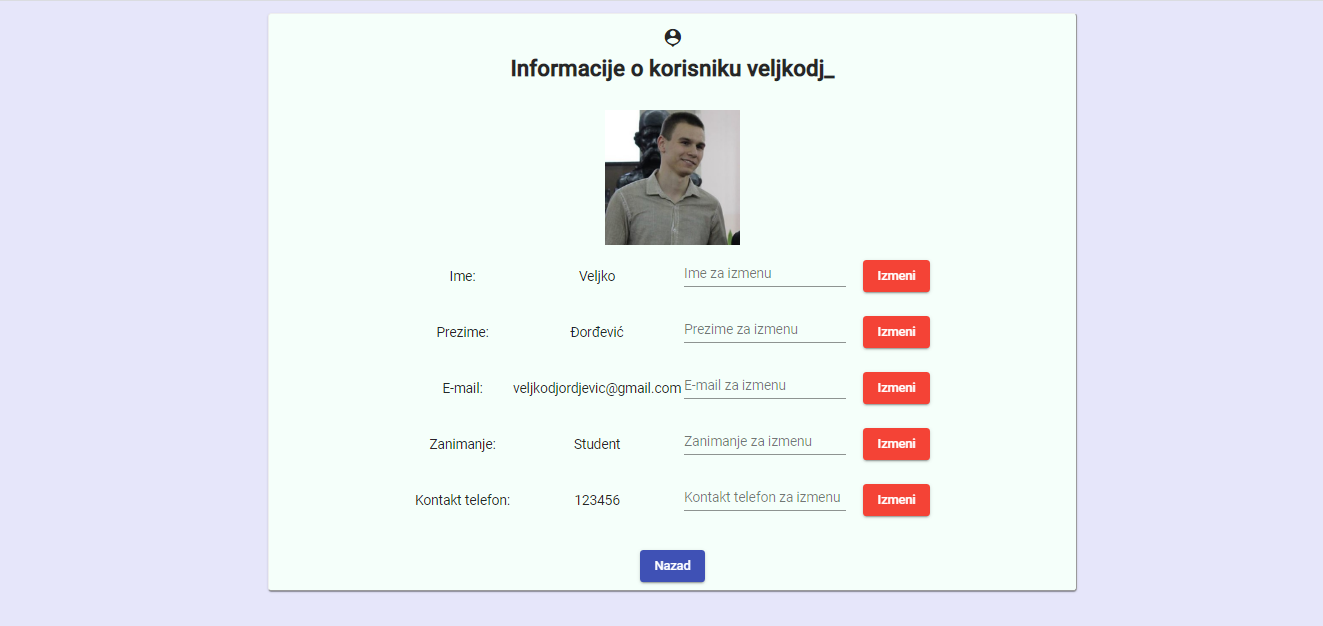 Informacije o korisniku veljkodj_
Ime: Veljko Ime za izmenu Izmeni
Prezime: Đorđević Prezime za izmenu Izmeni
E-mail: veljkodjordjevic@gmail.com E-mail za izmenu Izmeni
Zanimanje: Student Zanimanje za izmenu Izmeni
Kontakt telefon: 123456 Kontakt telefon za izmenu Izmeni
Nazad